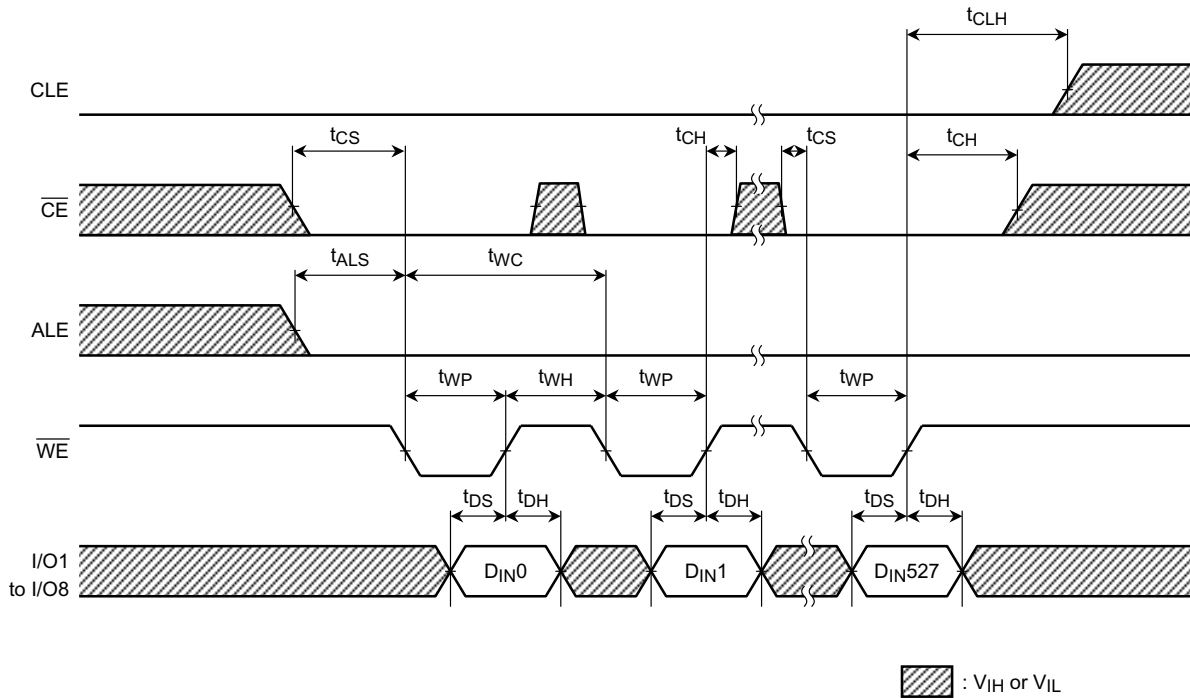 tCLH
CLE
tCS tCH tCS tCH
CE
tALS tWC
ALE
tWP tWH tWP tWP
WE
tDS tDH tDS tDH tDS tDH
I/O1
to I/O8
DIN0 DIN1 DIN527
: VIH or VIL